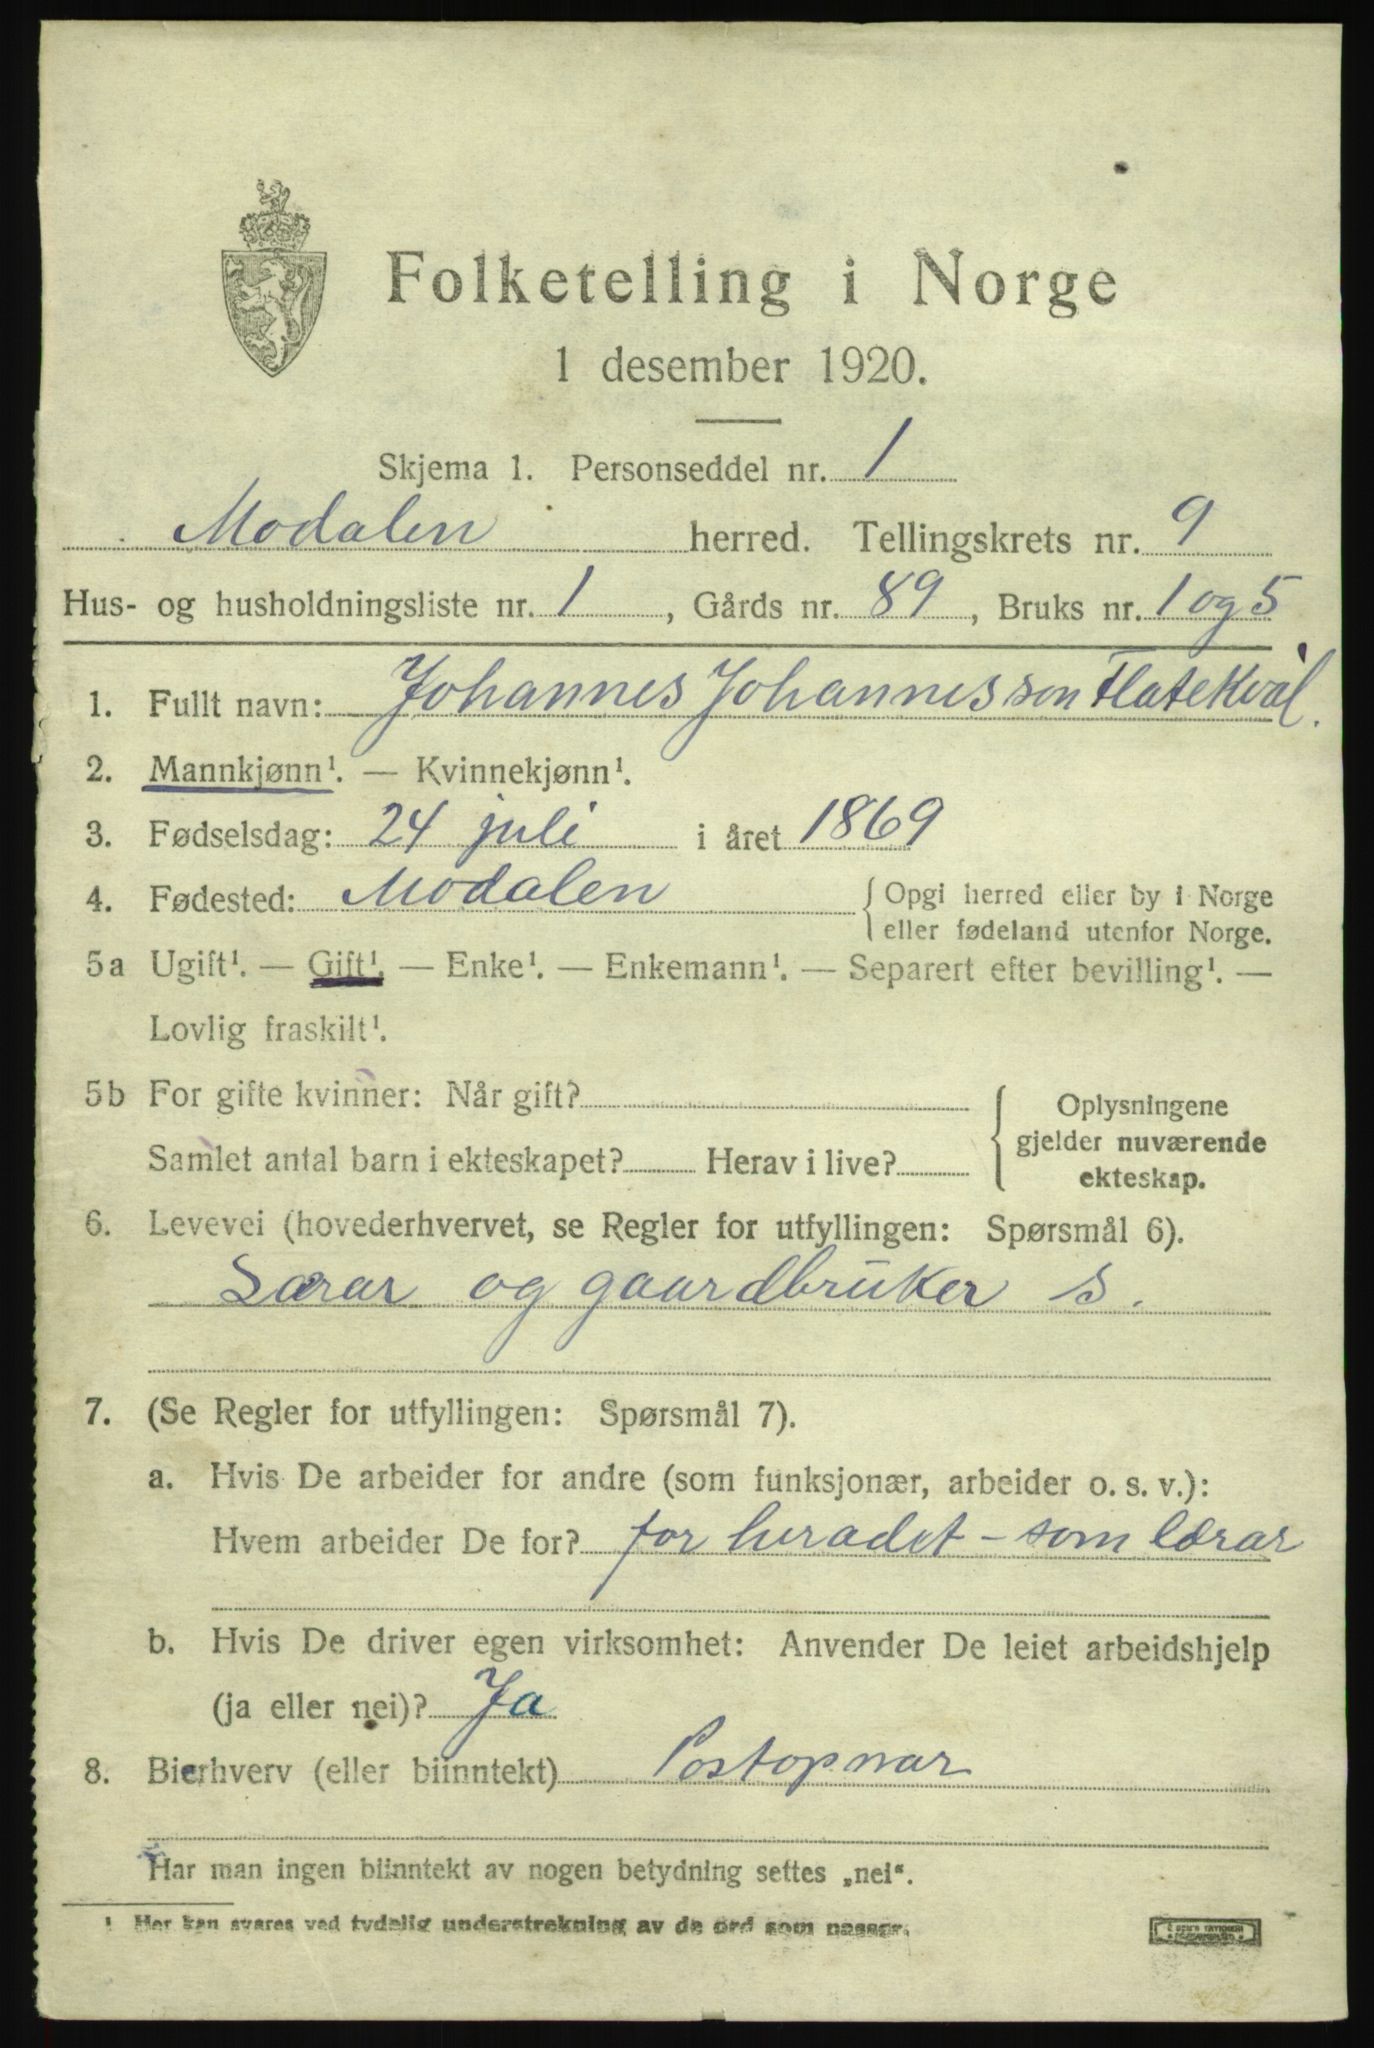 Folketelling i Norge
1 desember 1920.
Skjema 1. Personseddel nr. 1
Modalen herred. Tellingskrets nr. 9
Hus- og husholdningsliste nr. 1, Gårds nr. 89, Bruks nr. 1 og 5
1. Fullt navn: Johannes Johannesson Flatekvål.
2. Mannkjønn¹. — Kvinnekjønn¹.
3. Fødselsdag: 24 juli i året 1869
4. Fødested: Modalen { Opgi herred eller by i Norge
eller fødeland utenfor Norge.
5a Ugift¹. — Gift¹. — Enke¹. — Enkemann¹. — Separert efter bevilling¹. —
Lovlig fraskilt¹.
5b For gifte kvinner: Når gift? { Oplysningene
gjelder nuværende
Samlet antal barn i ekteskapet? Herav i live?
ekteskap.
6. Levevei (hovederhvervet, se Regler for utfyllingen: Spørsmål 6).
Lærar og gaardbruker s.
7. (Se Regler for utfyllingen: Spørsmål 7).
a. Hvis De arbeider for andre (som funksjonær, arbeider o. s. v.):
Hvem arbeider De for? for heradet - som lærar
b. Hvis De driver egen virksomhet: Anvender De leiet arbeidshjelp
(ja eller nei)? Ja
8. Bierhverv (eller biinntekt) Postopnar
Har man ingen biinntekt av nogen betydning settes „nei“.
1 Her kan svares ved tydelig understrekning av de ord som passer.